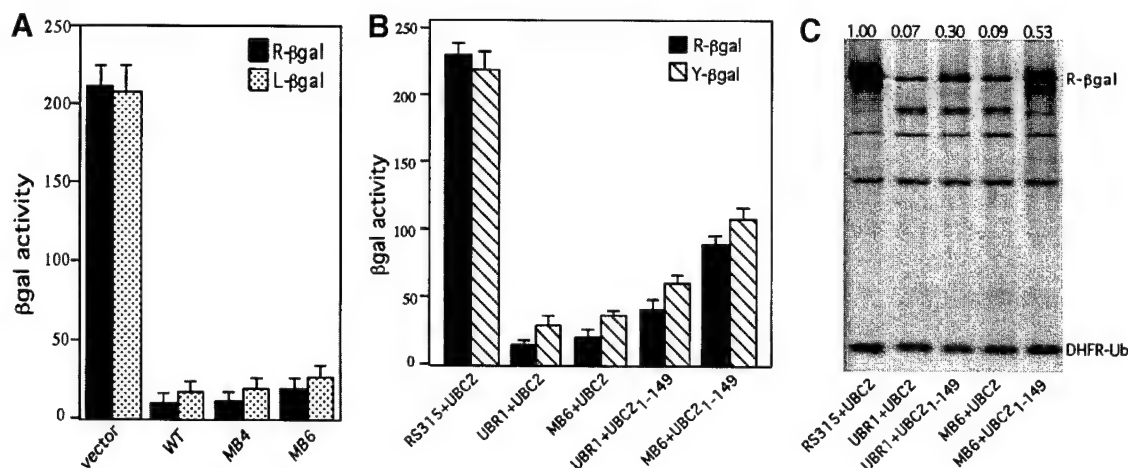 A
R-βgal
L-βgal
βgal activity
200
150
100
50
0
vector
WT
MB4
MB6
B
R-βgal
Y-βgal
βgal activity
250
200
150
100
50
0
RS315+UBC2
UBR1+UBC2
MB6+UBC2
UBR1+UBC2₁₋₁₄₉
MB6+UBC2₁₋₁₄₉
C
1.00 0.07 0.30 0.09 0.53
R-βgal
DHFR-Ub
RS315+UBC2
UBR1+UBC2
UBR1+UBC2₁₋₁₄₉
MB6+UBC2
MB6+UBC2₁₋₁₄₉